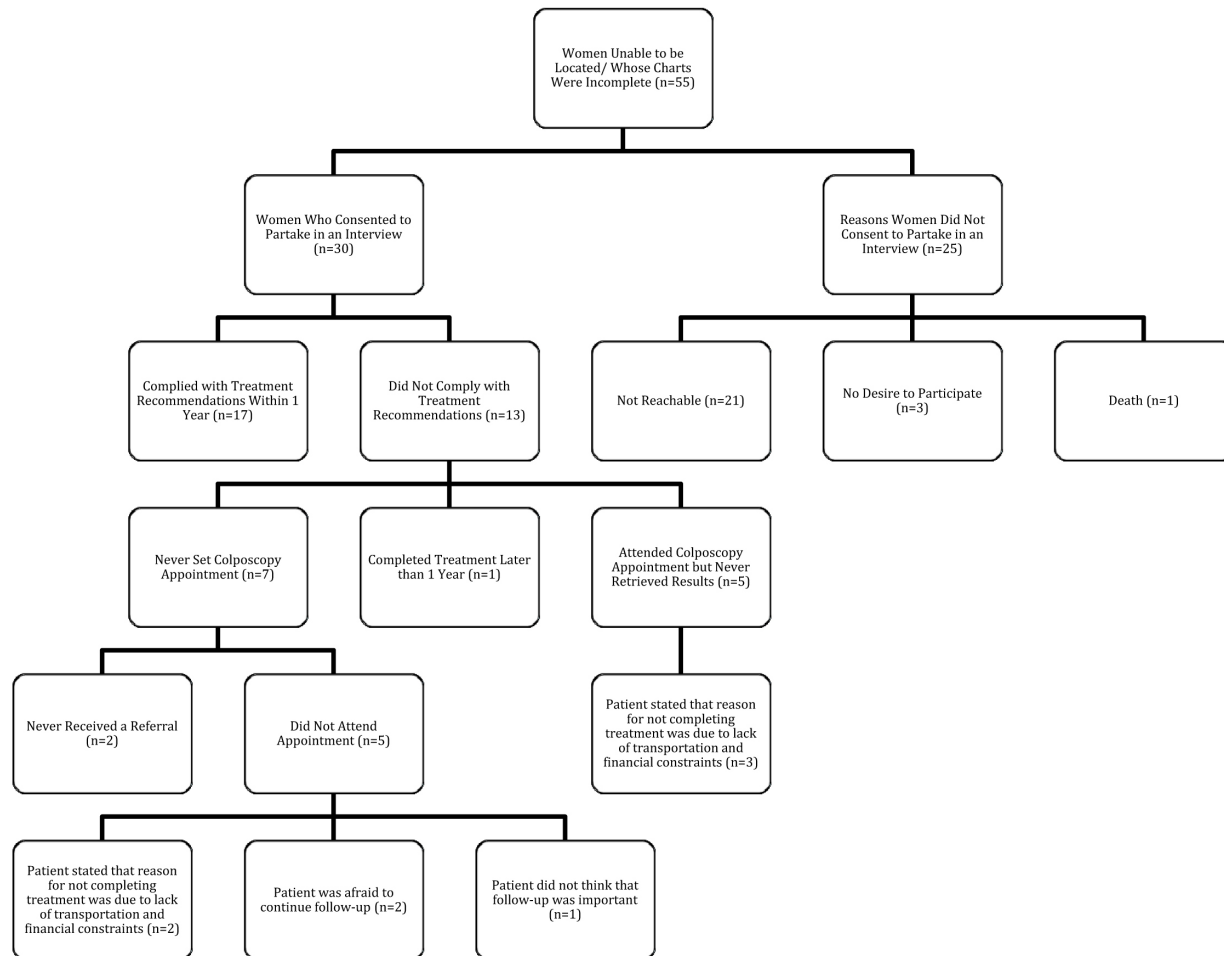 Women Unable to be
Located/ Whose Charts
Were Incomplete (n=55)
Women Who Consented to
Partake in an Interview
(n=30)
Reasons Women Did Not
Consent to Partake in an
Interview (n=25)
Complied with Treatment
Recommendations Within 1
Year (n=17)
Did Not Comply with
Treatment
Recommendations (n=13)
Not Reachable (n=21)
No Desire to Participate
(n=3)
Death (n=1)
Never Set Colposcopy
Appointment (n=7)
Completed Treatment Later
than 1 Year (n=1)
Attended Colposcopy
Appointment but Never
Retrieved Results (n=5)
Never Received a Referral
(n=2)
Did Not Attend
Appointment (n=5)
Patient stated that reason
for not completing
treatment was due to lack
of transportation and
financial constraints (n=3)
Patient stated that reason
for not completing
treatment was due to lack
of transportation and
financial constraints (n=2)
Patient was afraid to
continue follow-up (n=2)
Patient did not think that
follow-up was important
(n=1)